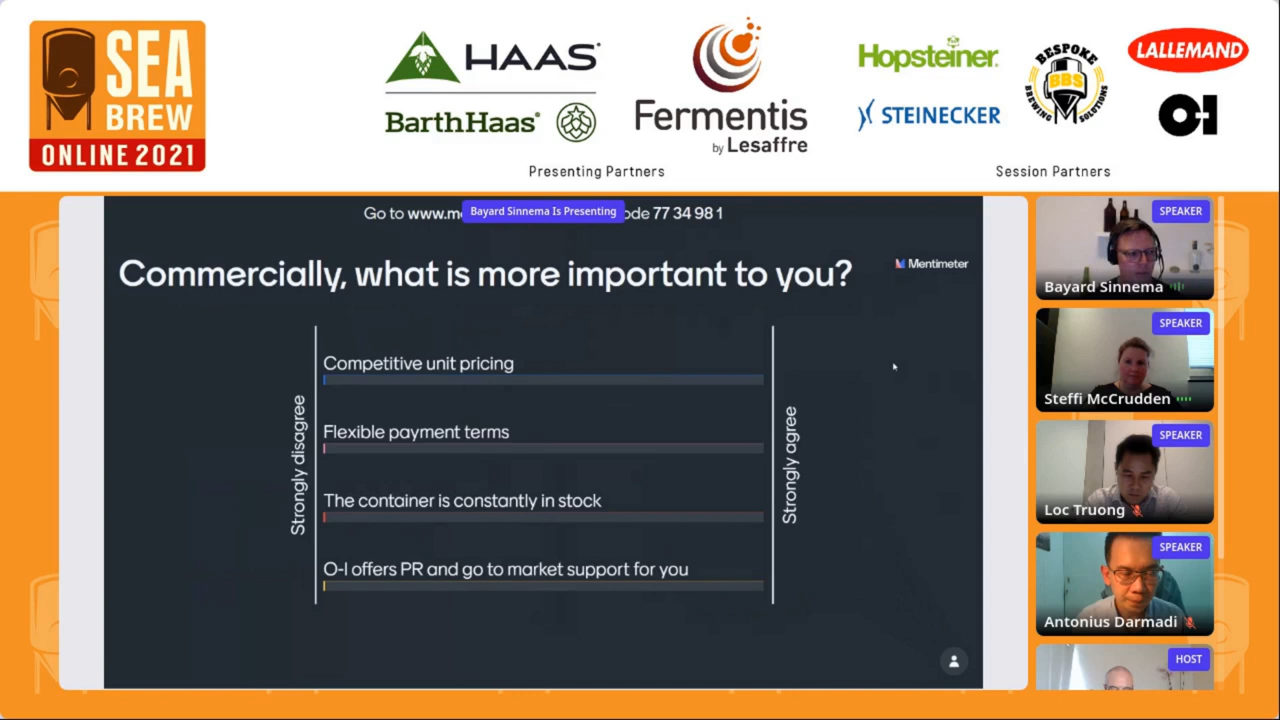 SEA
BREW
ONLINE 2021
HAAS
BarthHaas
Fermentis
by Lesaffre
Hopsteiner
STEINECKER
BESPOKE
BBS
BREWING SOLUTIONS
LALLEMAND
O-I
Presenting Partners
Session Partners
Go to www.m
Bayard Sinnema Is Presenting
ode 77 34 98 1
Commercially, what is more important to you?
Mentimeter
Strongly disagree
Competitive unit pricing
Flexible payment terms
The container is constantly in stock
O-I offers PR and go to market support for you
Strongly agree
SPEAKER
Bayard Sinnema
SPEAKER
Steffi McCrudden
SPEAKER
Loc Truong
SPEAKER
Antonius Darmadi
HOST